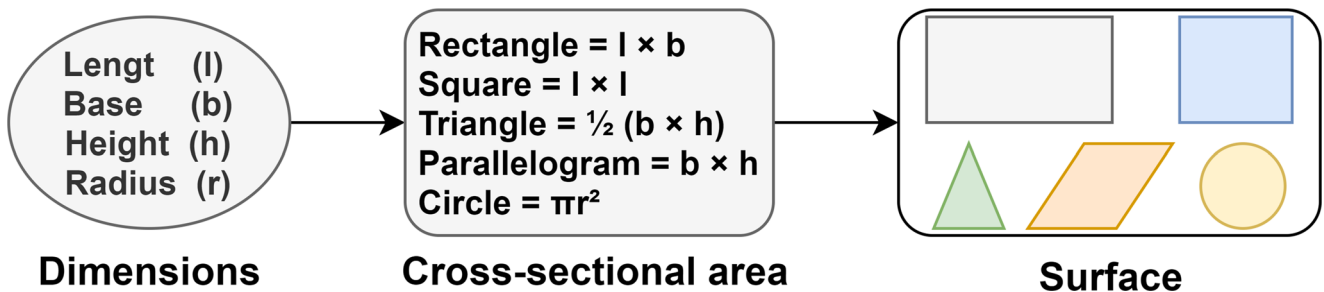 Lengt (l)
Base (b)
Height (h)
Radius (r)
Dimensions
Rectangle = l × b
Square = l × l
Triangle = ½ (b × h)
Parallelogram = b × h
Circle = πr²
Cross-sectional area
Surface